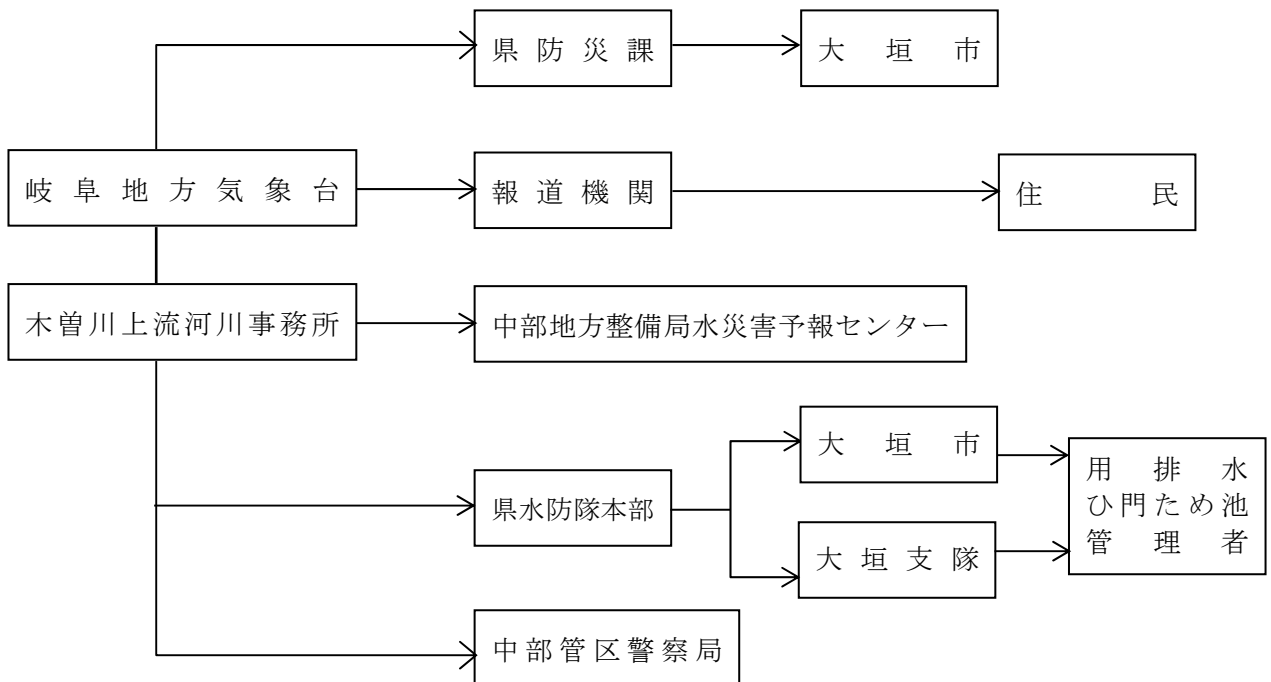 県防災課
大垣市
岐阜地方気象台
報道機関
住民
木曽川上流河川事務所
中部地方整備局水災害予報センター
県水防隊本部
大垣市
大垣支隊
用排水
ひ門ため池
管理者
中部管区警察局